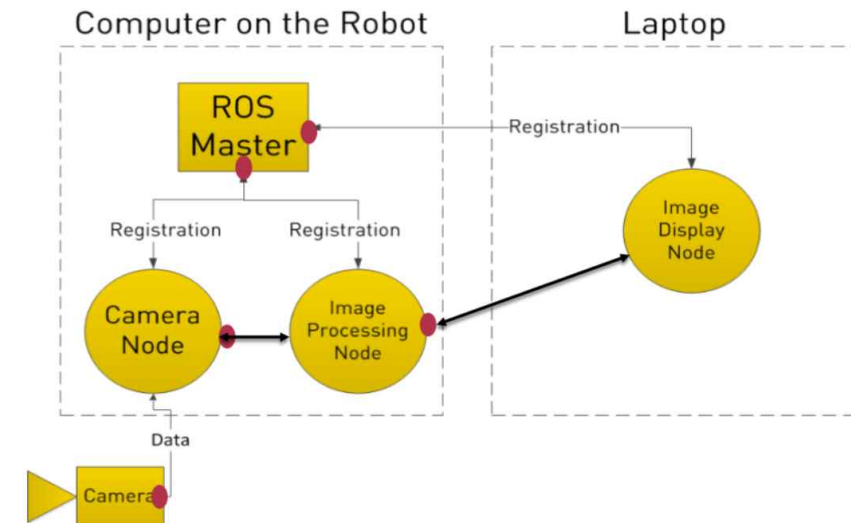 Computer on the Robot
Laptop
ROS
Master
Registration
Registration
Registration
Image
Display
Node
Camera
Node
Image
Processing
Node
Data
Camera